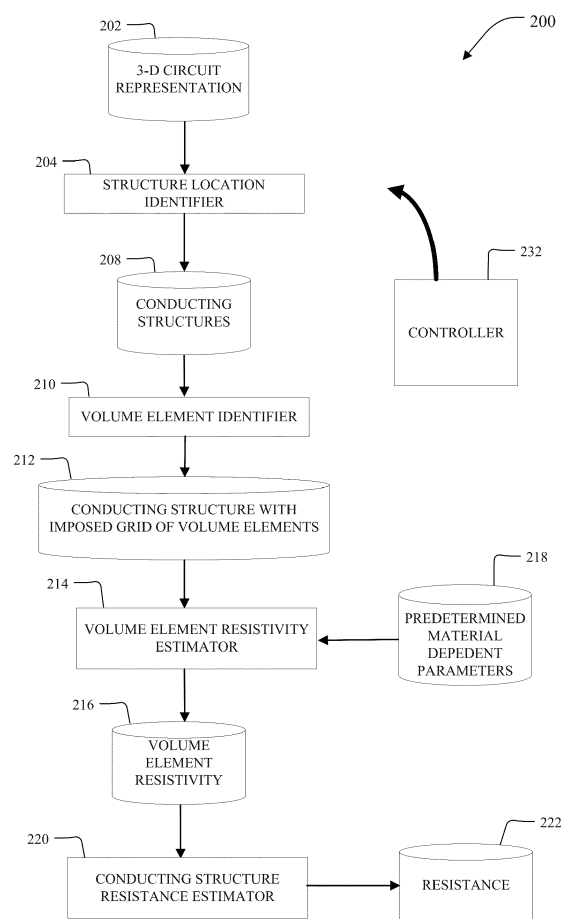 200
202
3-D CIRCUIT
REPRESENTATION
204
STRUCTURE LOCATION
IDENTIFIER
208
CONDUCTING
STRUCTURES
232
CONTROLLER
210
VOLUME ELEMENT IDENTIFIER
212
CONDUCTING STRUCTURE WITH
IMPOSED GRID OF VOLUME ELEMENTS
214
VOLUME ELEMENT RESISTIVITY
ESTIMATOR
218
PREDETERMINED
MATERIAL
DEPEDENT
PARAMETERS
216
VOLUME
ELEMENT
RESISTIVITY
220
CONDUCTING STRUCTURE
RESISTANCE ESTIMATOR
222
RESISTANCE